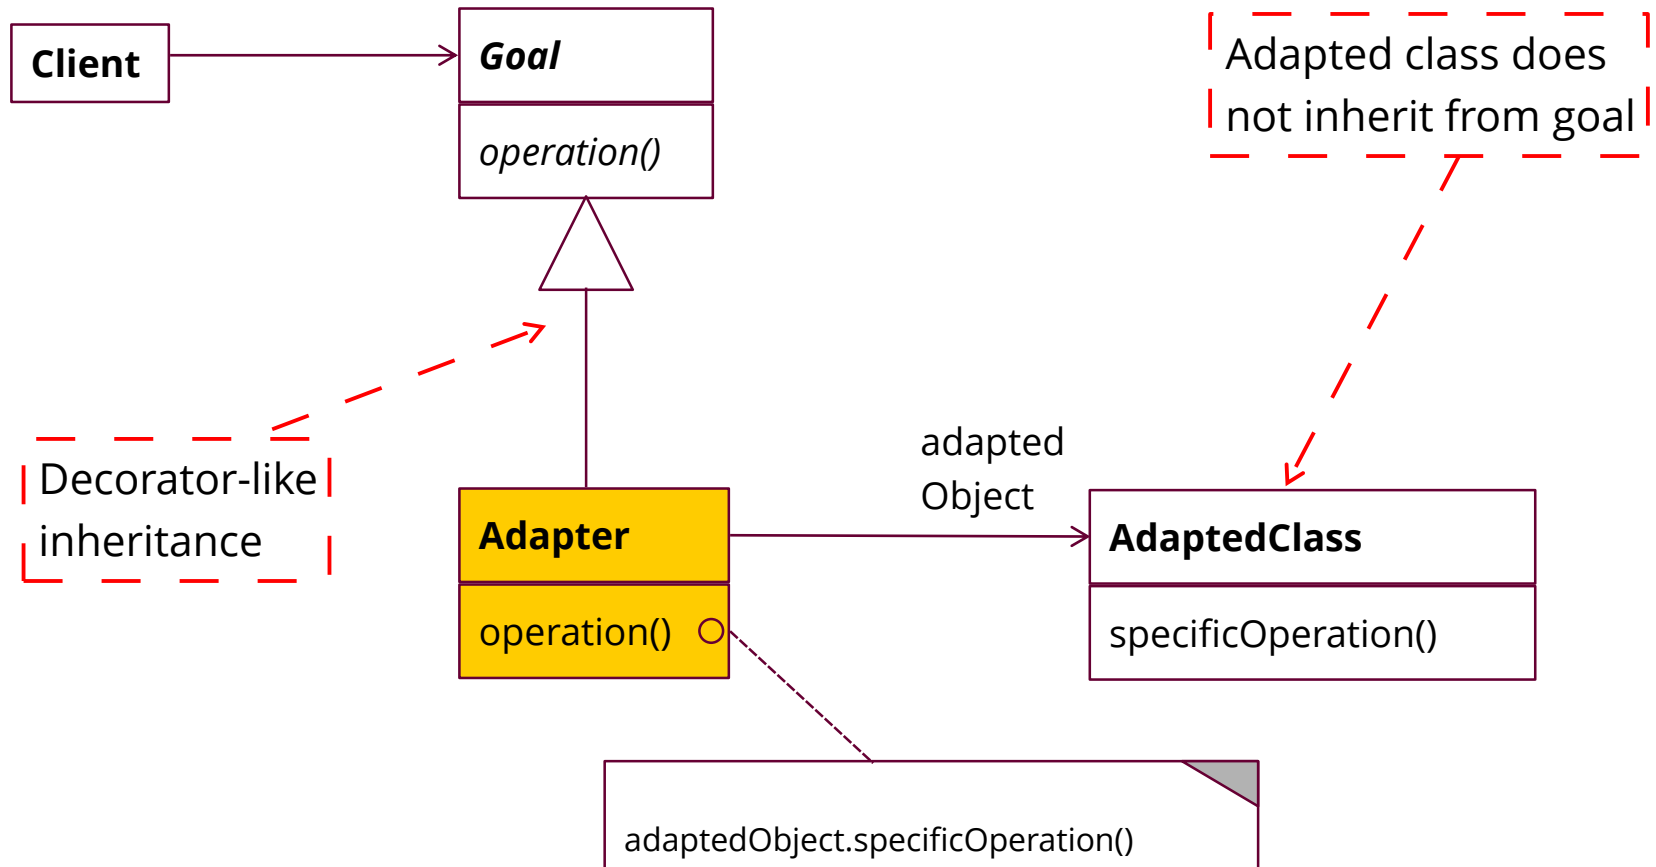 Client
Goal
operation()
Adapted class does
not inherit from goal
Decorator-like
inheritance
adapted
Object
Adapter
operation()
AdaptedClass
specificOperation()
adaptedObject.specificOperation()